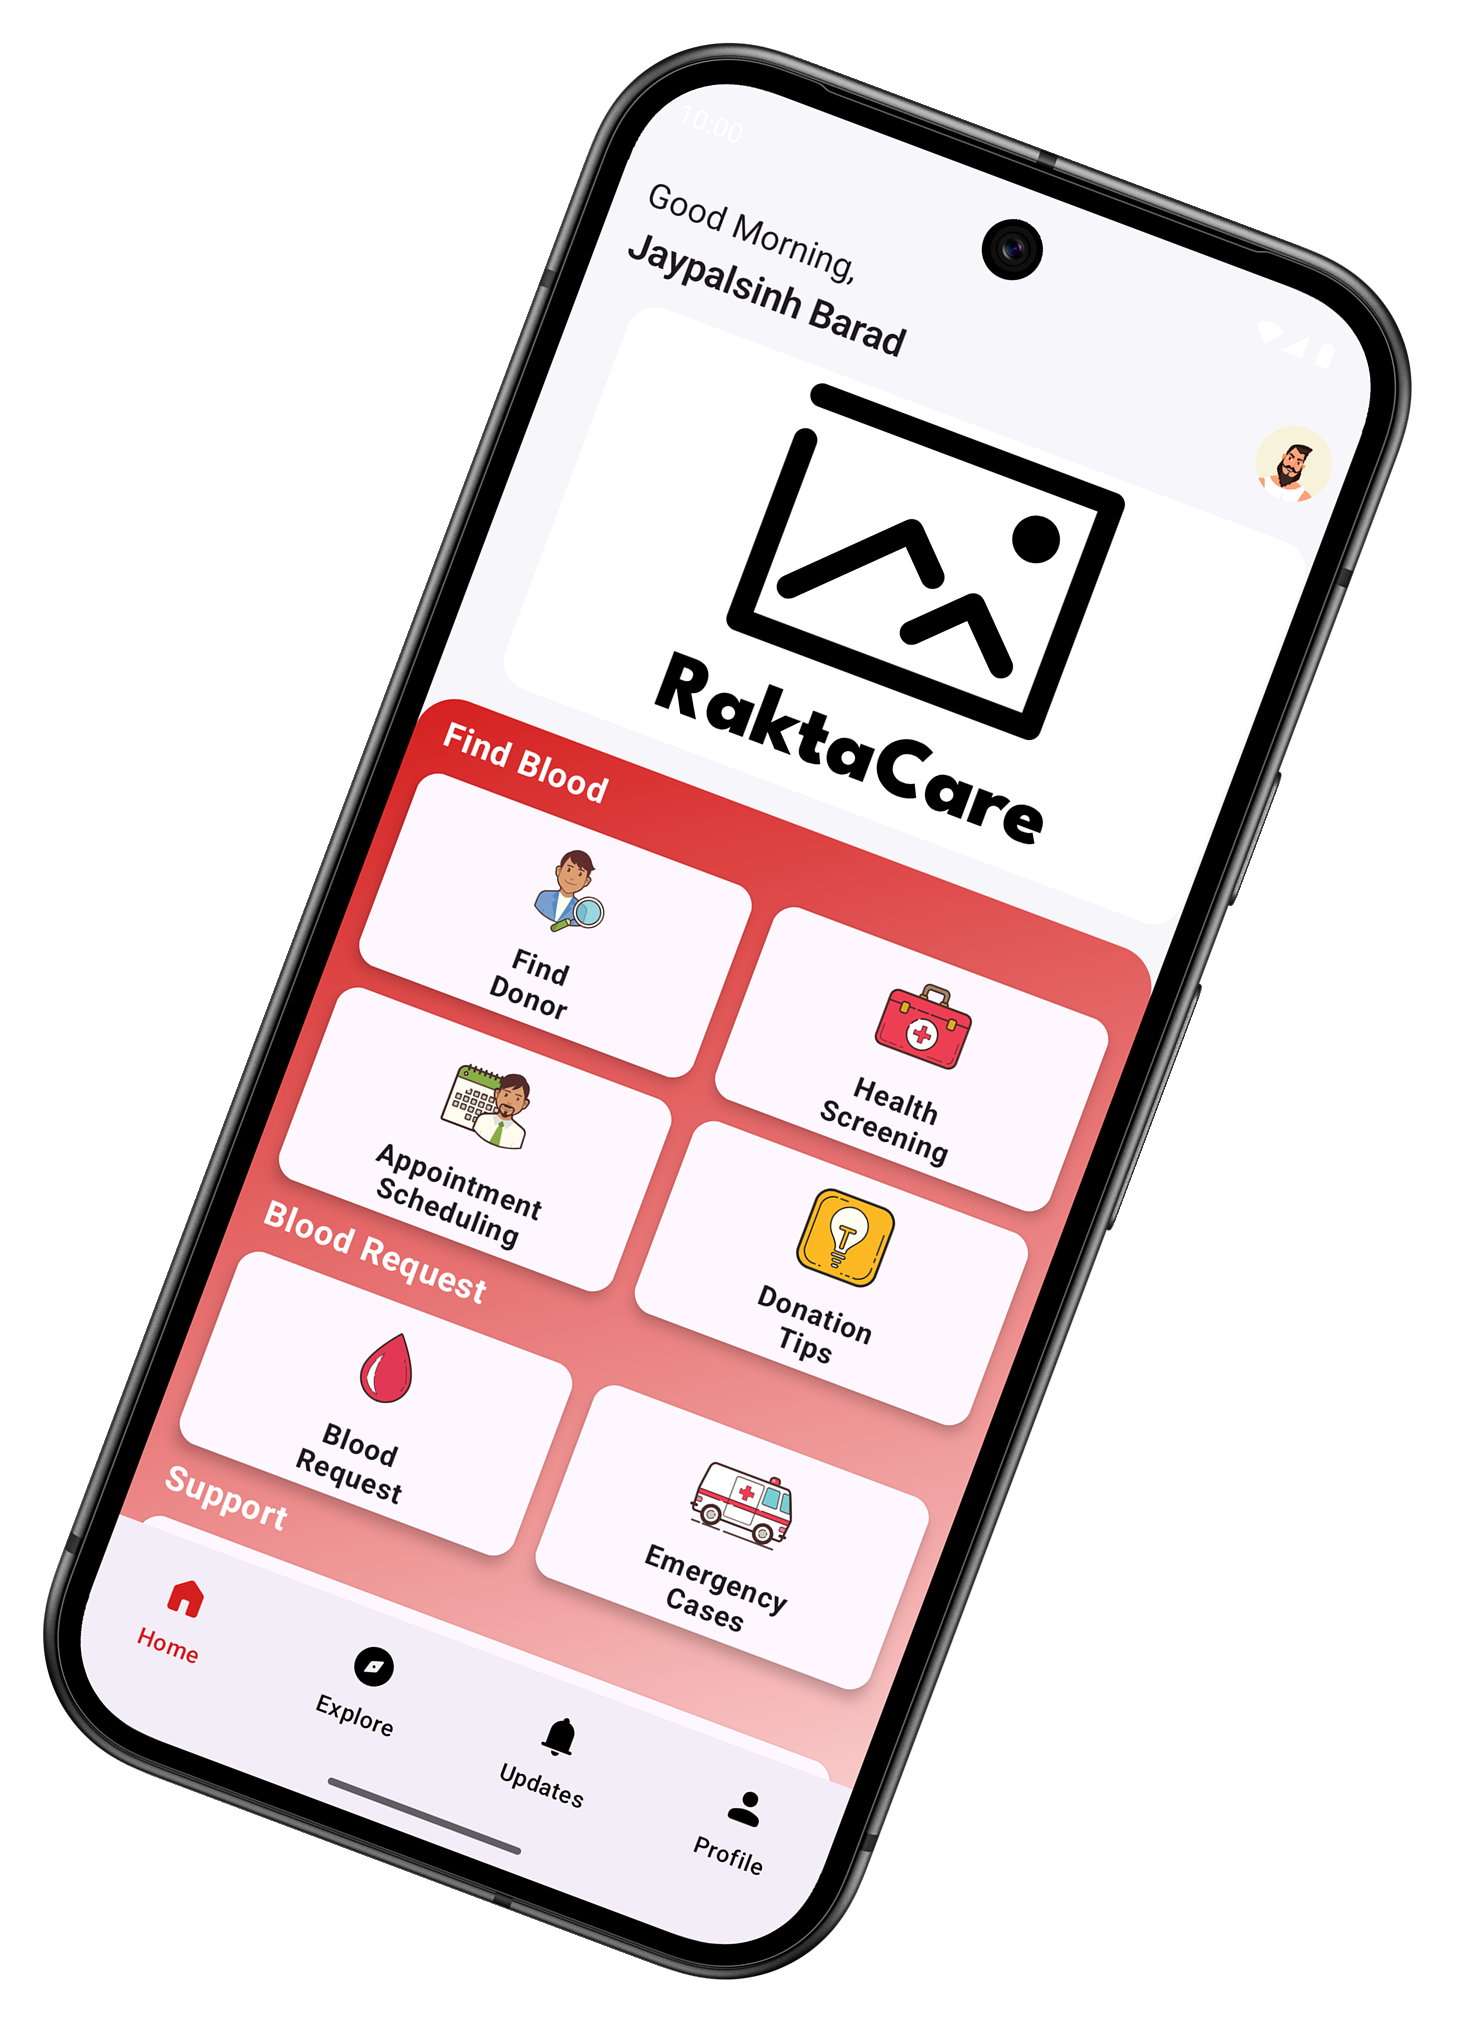 10:00
Good Morning,
Jaypalsinh Barad
RaktaCare
Find Blood
Find
Donor
Health
Screening
Appointment
Scheduling
Donation
Tips
Blood Request
Blood
Request
Emergency
Cases
Support
Home
Explore
Updates
Profile